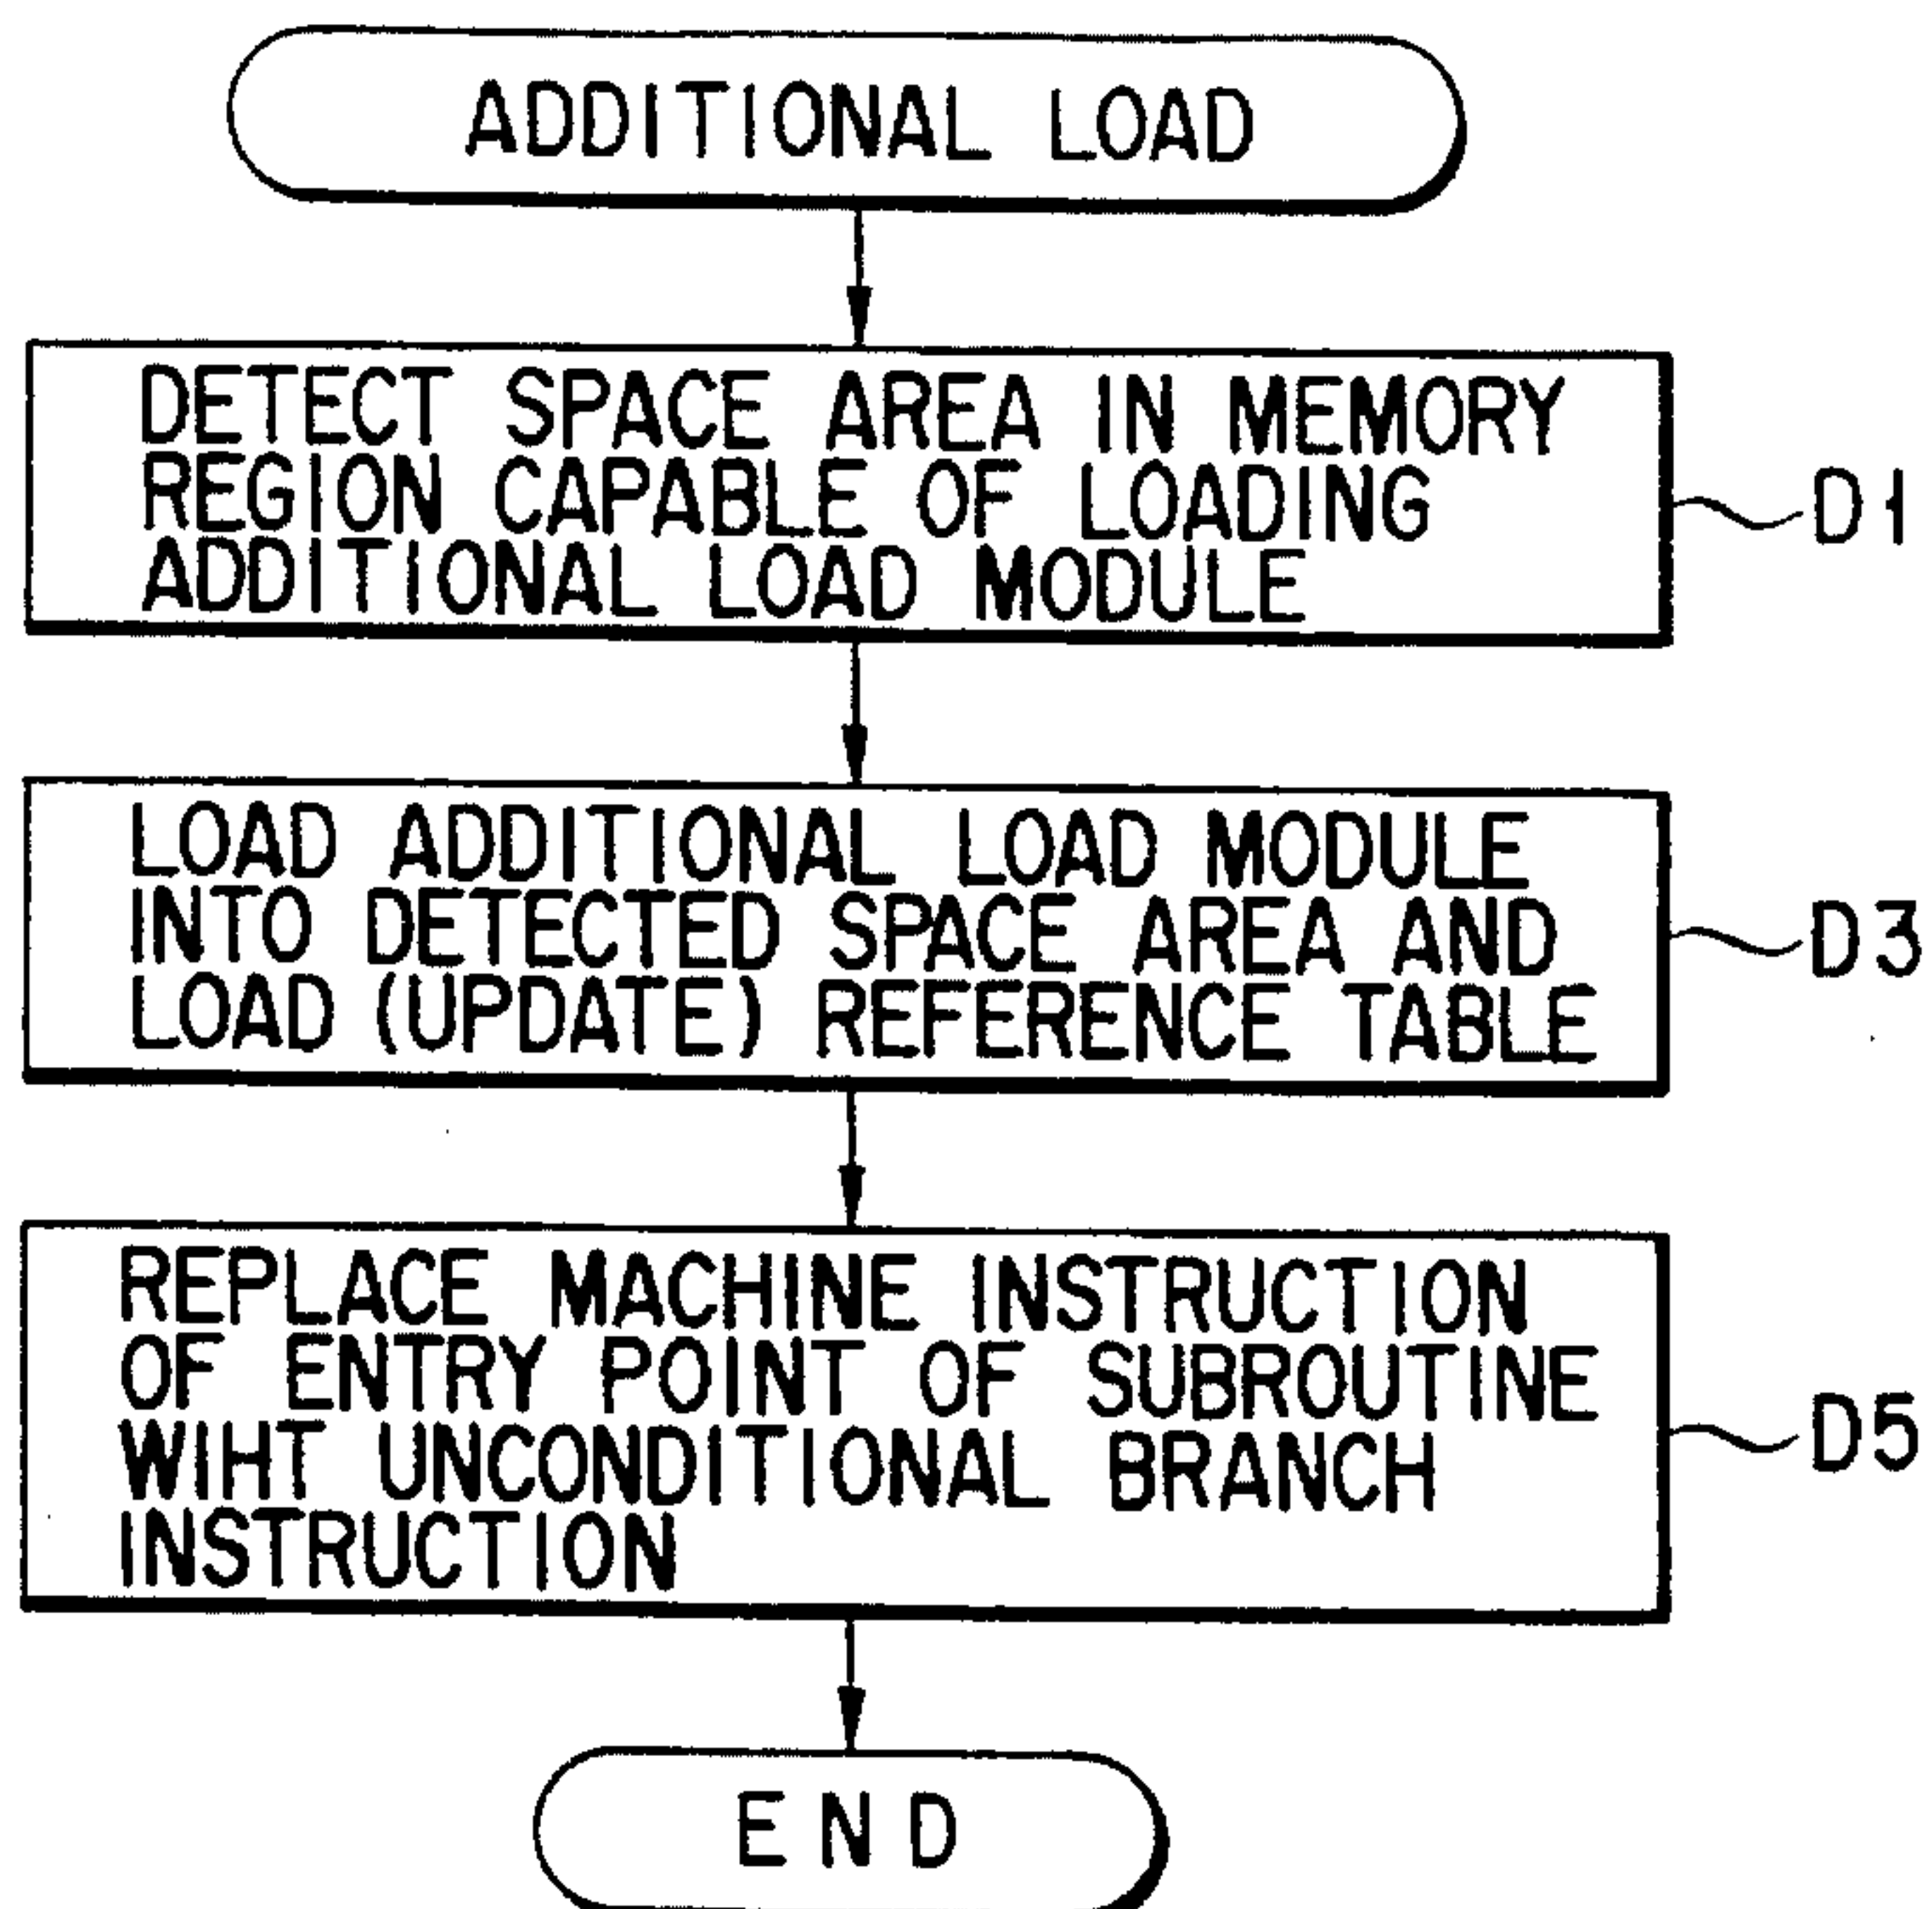 ADDITIONAL LOAD
DETECT SPACE AREA IN MEMORY
REGION CAPABLE OF LOADING
ADDITIONAL LOAD MODULE
D1
LOAD ADDITIONAL LOAD MODULE
INTO DETECTED SPACE AREA AND
LOAD (UPDATE) REFERENCE TABLE
D3
REPLACE MACHINE INSTRUCTION
OF ENTRY POINT OF SUBROUTINE
WIHT UNCONDITIONAL BRANCH
INSTRUCTION
D5
END